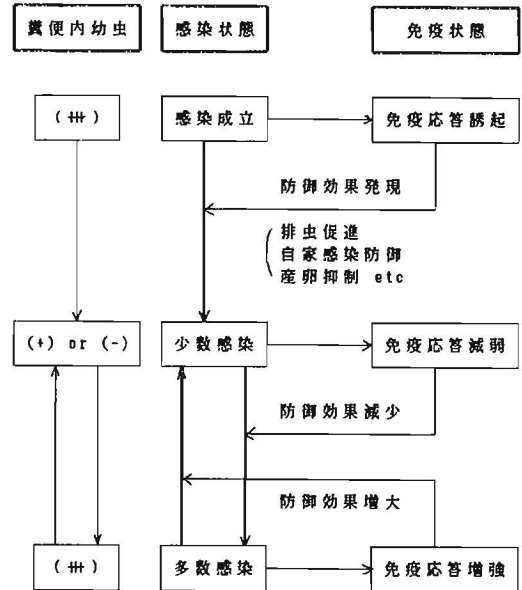 糞便内幼虫 感染状態 免疫状態
(卌) 感染成立 免疫応答誘起
防御効果発現
排虫促進
自家感染防御
産卵抑制 etc
(+) or (-) 少数感染 免疫応答減弱
防御効果減少
防御効果増大
(卌) 多数感染 免疫応答増強